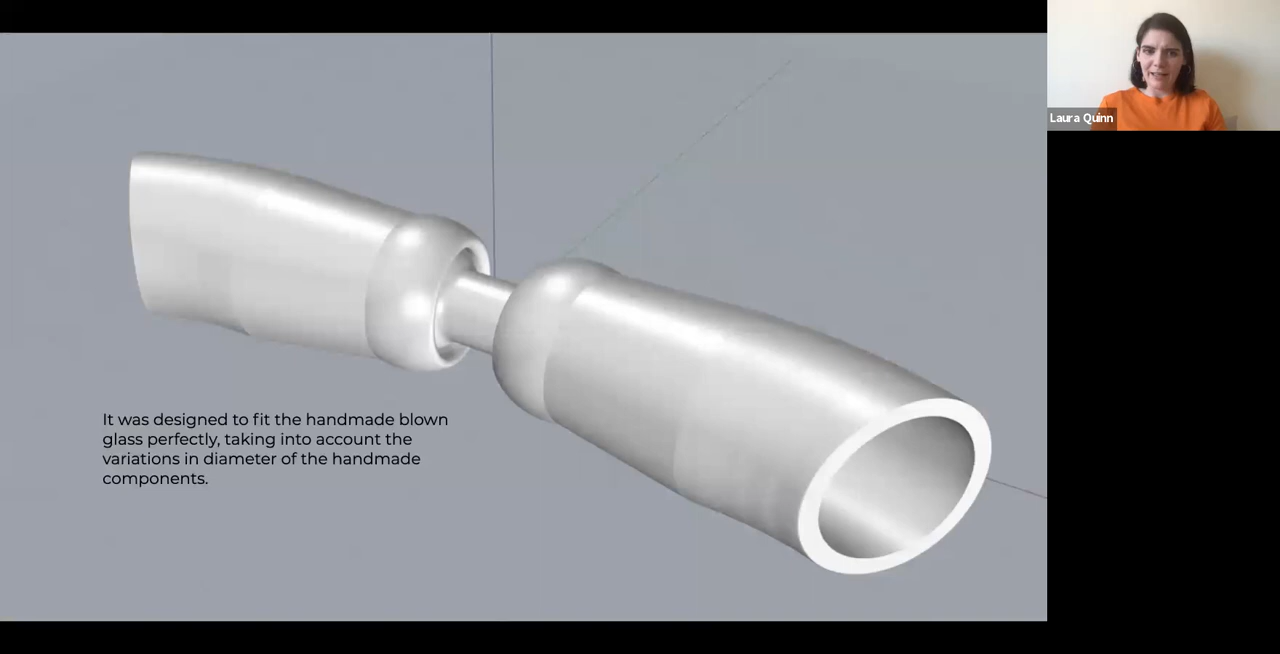 It was designed to fit the handmade blown
glass perfectly, taking into account the
variations in diameter of the handmade
components.
Laura Quinn